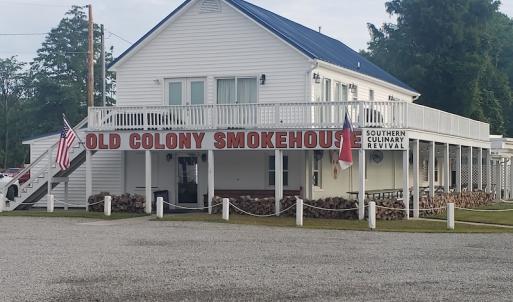 OLD COLONY SMOKEHOUSE
SOUTHERN
CULINARY
REVIVAL